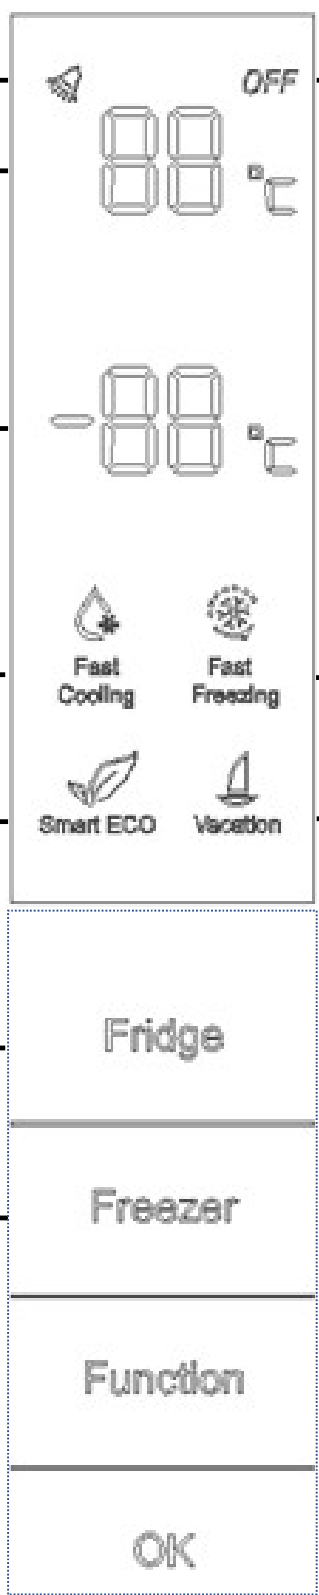 OFF
88 °C
-88 °C
Fast Fast
Cooling Freezing
Smart ECO Vacation
Fridge
Freezer
Function
OK